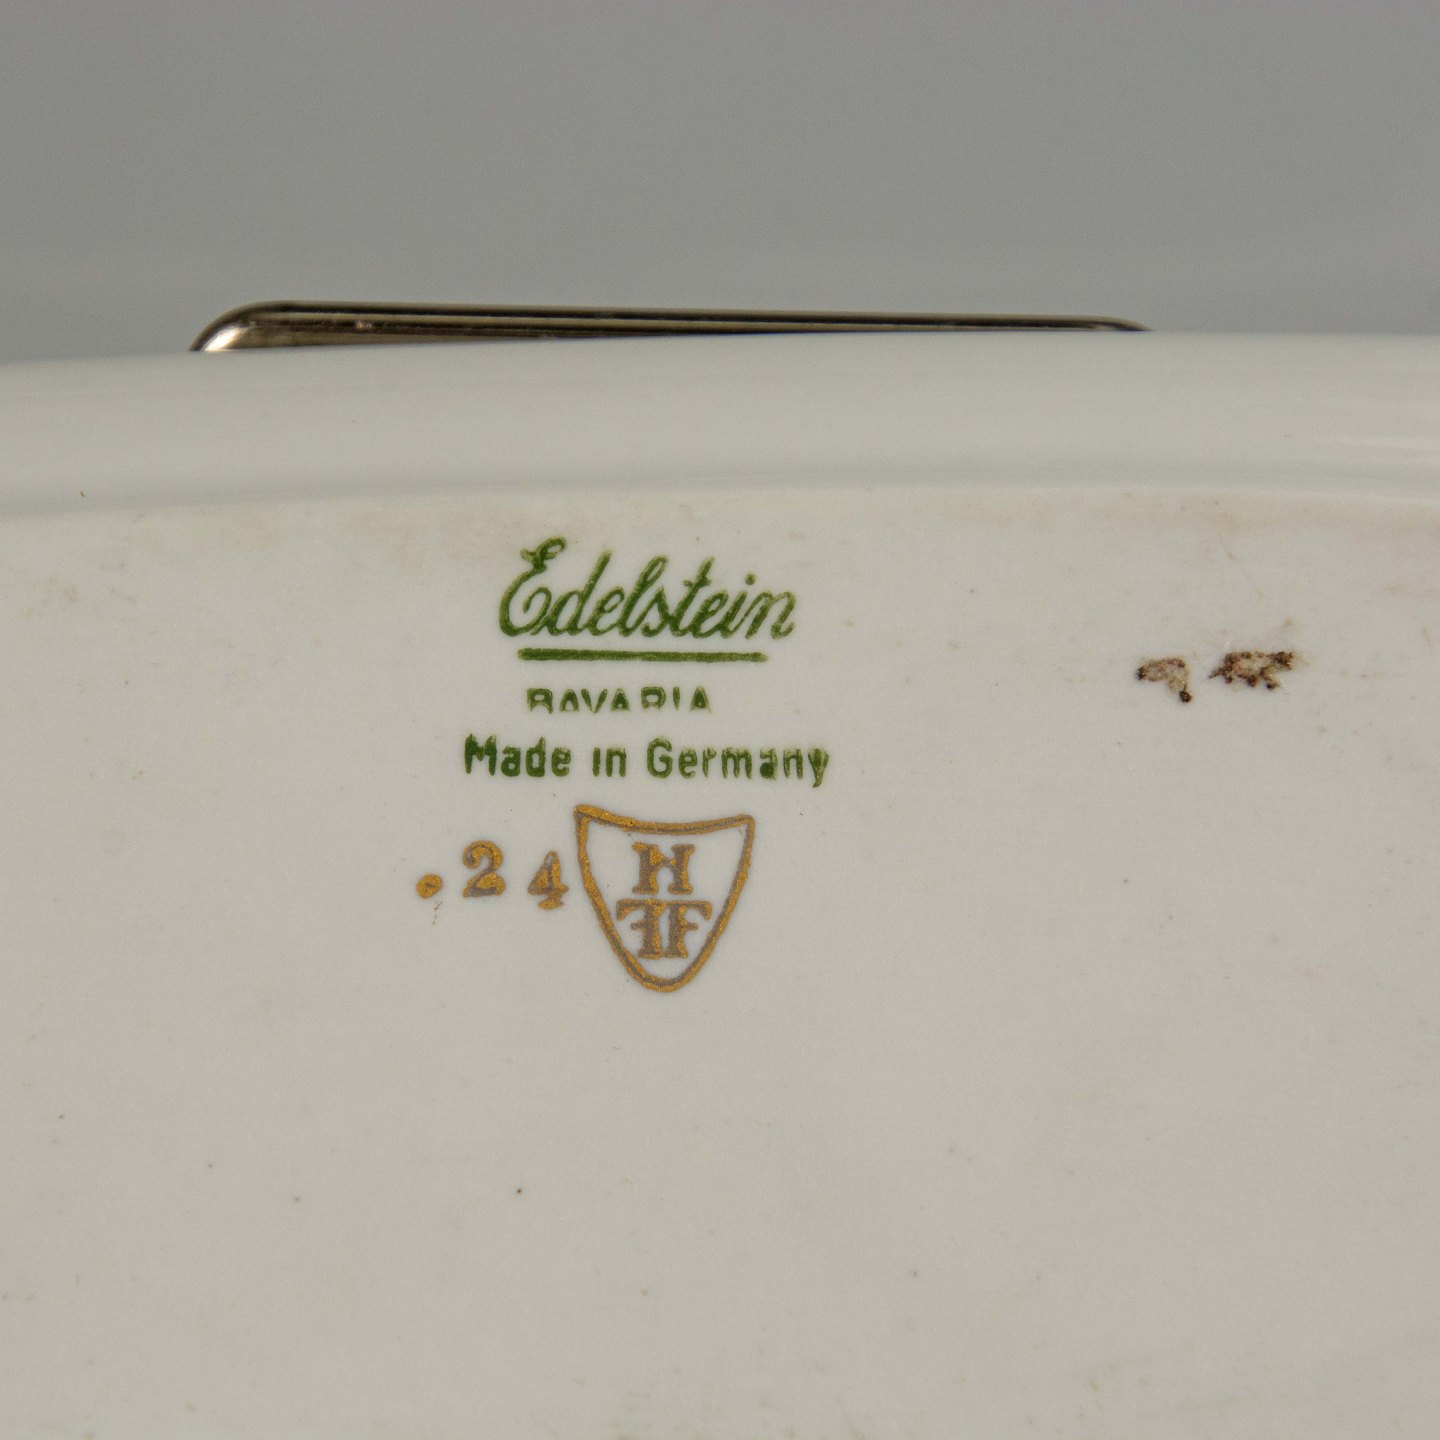 Edelstein
BAVARIA
Made in Germany
.24
H
FF